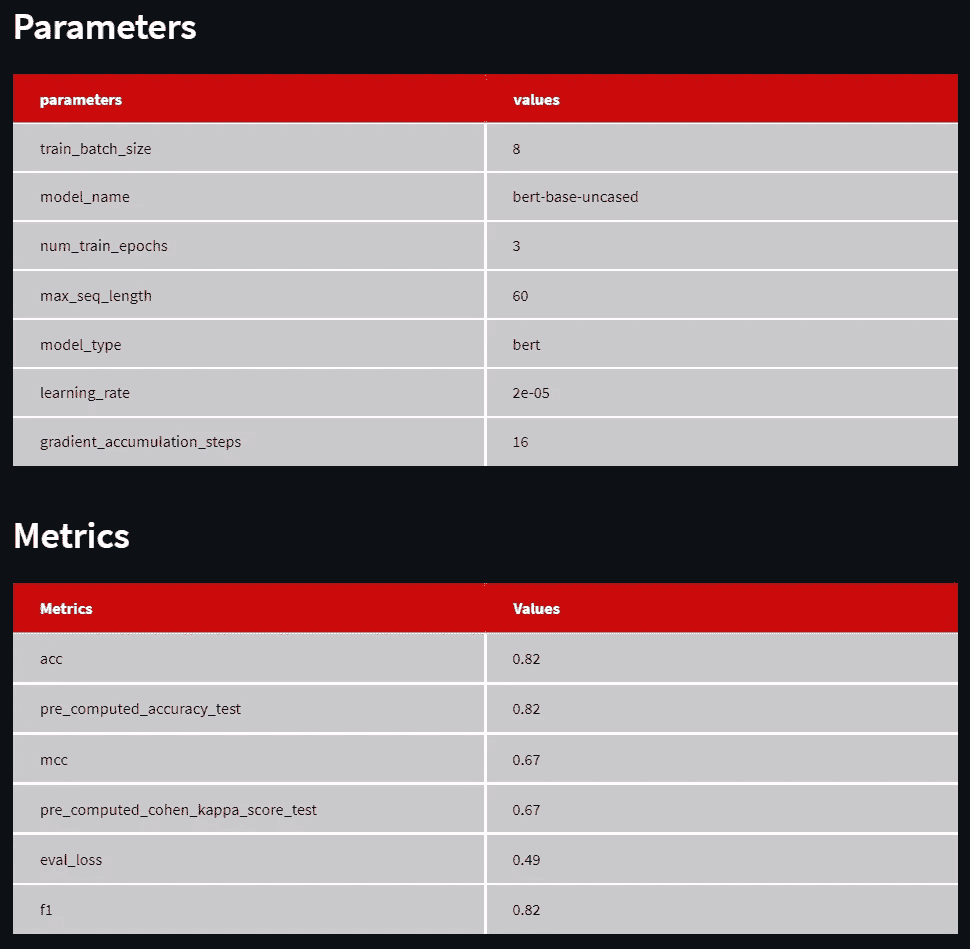 Parameters
parameters values
train_batch_size 8
model_name bert-base-uncased
num_train_epochs 3
max_seq_length 60
model_type bert
learning_rate 2e-05
gradient_accumulation_steps 16
Metrics
Metrics Values
acc 0.82
pre_computed_accuracy_test 0.82
mcc 0.67
pre_computed_cohen_kappa_score_test 0.67
eval_loss 0.49
f1 0.82